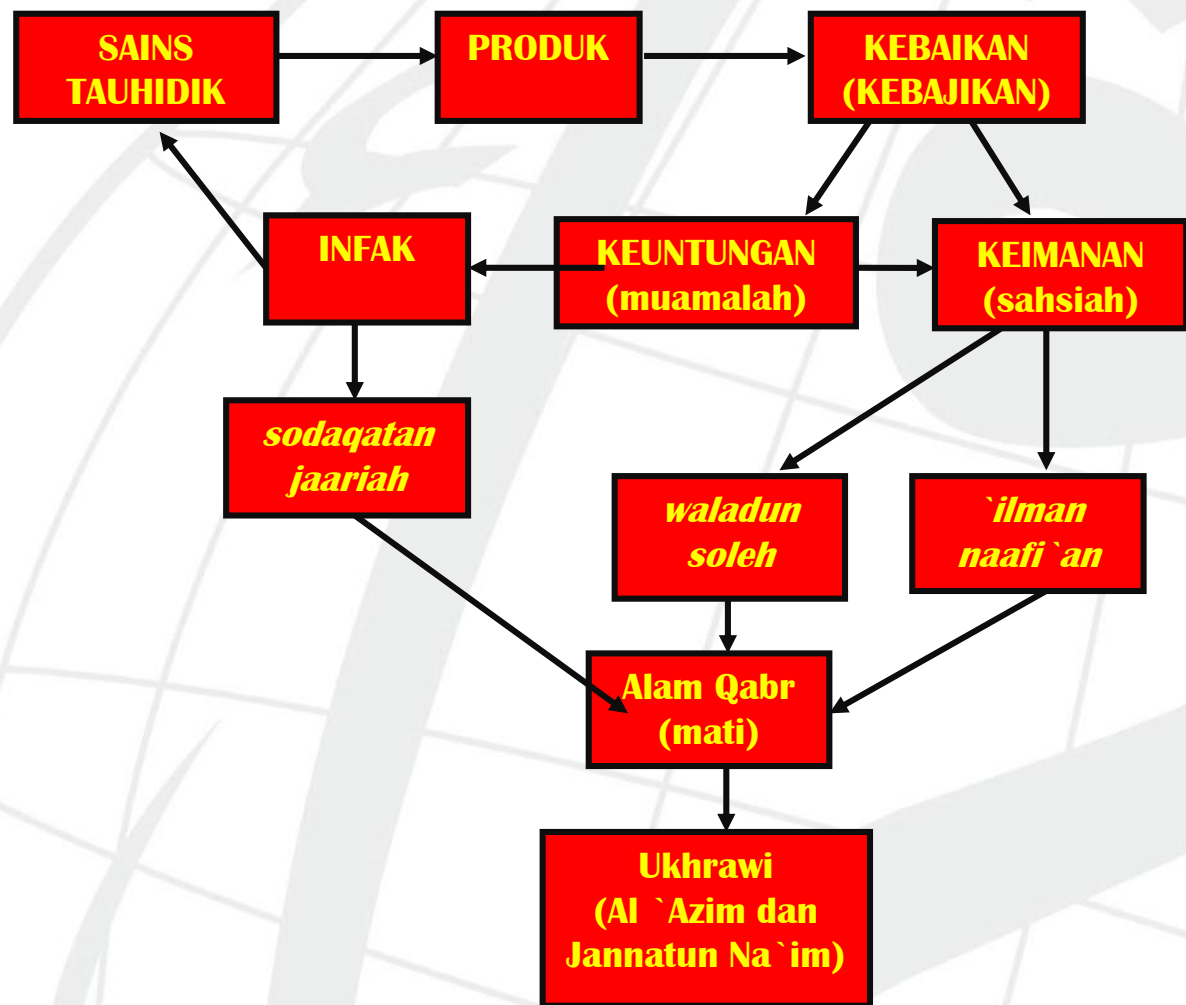 SAINS
TAUHIDIK
PRODUK
KEBAIKAN
(KEBAJIKAN)
INFAK
KEUNTUNGAN
(muamalah)
KEIMANAN
(sahsiah)
sodaqatan
jaariah
waladun
soleh
`ilman
naafi`an
Alam Qabr
(mati)
Ukhrawi
(Al `Azim dan
Jannatun Na`im)